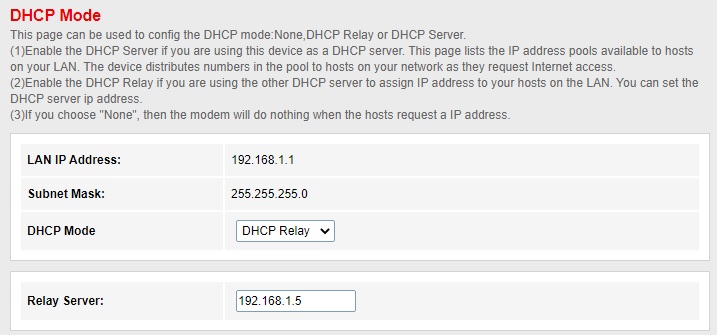 DHCP Mode
This page can be used to config the DHCP mode:None,DHCP Relay or DHCP Server.
(1)Enable the DHCP Server if you are using this device as a DHCP server. This page lists the IP address pools available to hosts
on your LAN. The device distributes numbers in the pool to hosts on your network as they request Internet access.
(2)Enable the DHCP Relay if you are using the other DHCP server to assign IP address to your hosts on the LAN. You can set the
DHCP server ip address.
(3)If you choose "None", then the modem will do nothing when the hosts request a IP address.
LAN IP Address: 192.168.1.1
Subnet Mask: 255.255.255.0
DHCP Mode DHCP Relay
Relay Server: 192.168.1.5